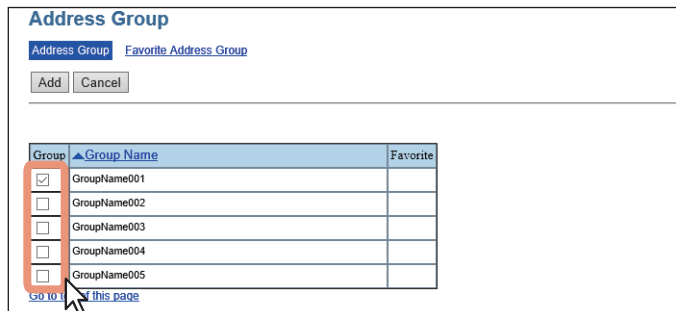 Address Group
Address Group Favorite Address Group
Add Cancel
Group ▲Group Name Favorite
GroupName001
GroupName002
GroupName003
GroupName004
GroupName005
Go to of this page